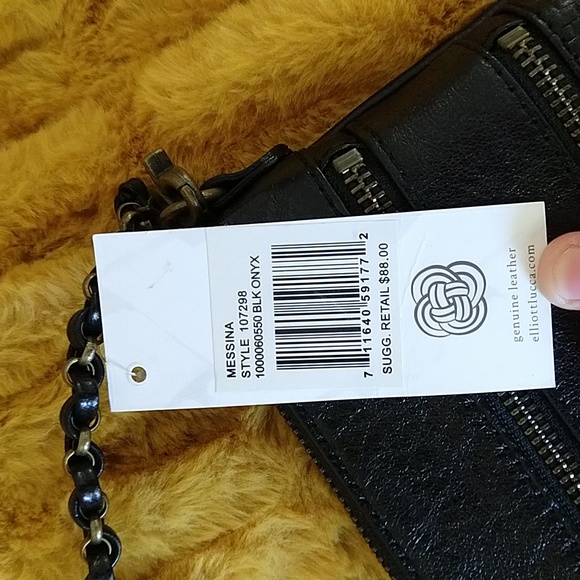 MESSINA
STYLE 107298
1000060550 BLK ONYX
7 11640 59177 2
SUGG. RETAIL $88.00
genuine leather
elliottlucca.com